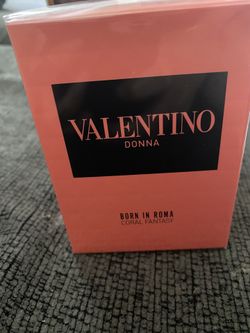 VALENTINO
DONNA
BORN IN ROMA
CORAL FANTASY